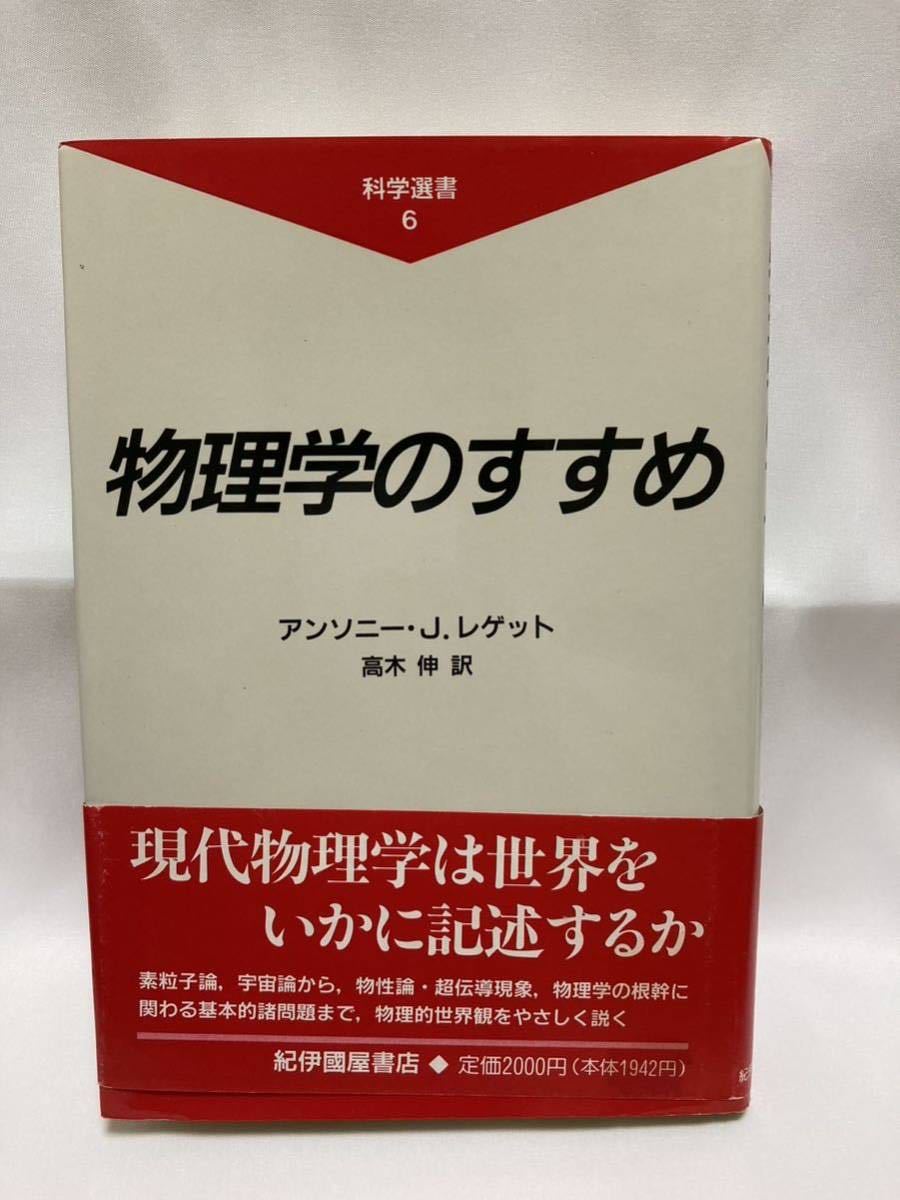 科学選書
6
物理学のすすめ
アンソニー・J.レゲット
高木 伸 訳
現代物理学は世界を
いかに記述するか
素粒子論，宇宙論から，物性論・超伝導現象，物理学の根幹に
関わる基本的諸問題まで，物理的世界観をやさしく説く
紀伊國屋書店◆定価2000円（本体1942円）